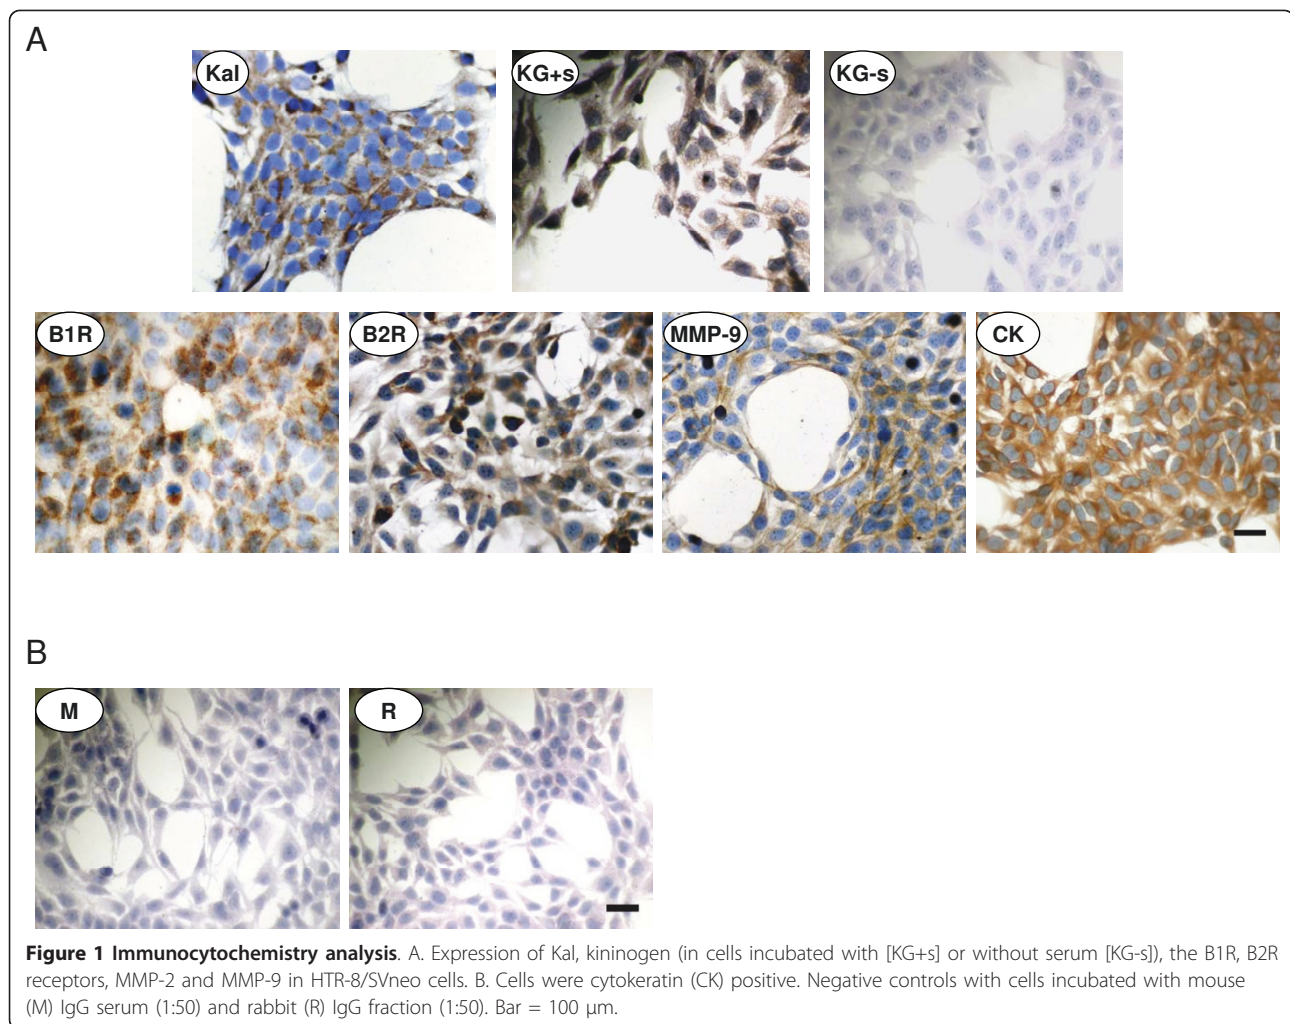 A
Kal
KG+s
KG-s
B1R
B2R
MMP-9
CK
B
M
R
Figure 1 Immunocytochemistry analysis. A. Expression of Kal, kininogen (in cells incubated with [KG+s] or without serum [KG-s]), the B1R, B2R
receptors, MMP-2 and MMP-9 in HTR-8/SVneo cells. B. Cells were cytokeratin (CK) positive. Negative controls with cells incubated with mouse
(M) IgG serum (1:50) and rabbit (R) IgG fraction (1:50). Bar = 100 μm.